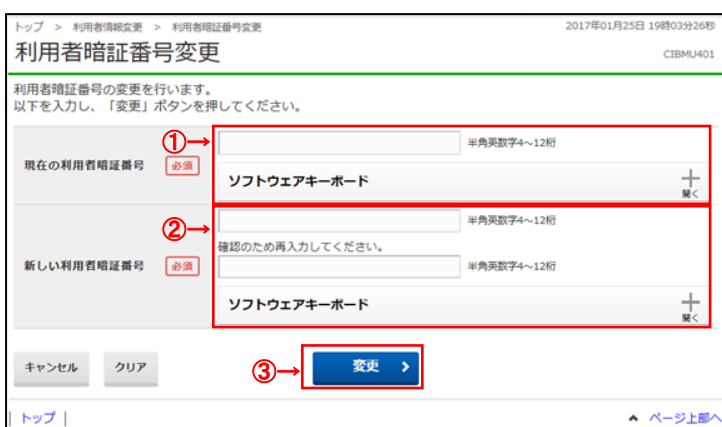 トップ > 利用者情報変更 > 利用者暗証番号変更 2017年01月25日 19時03分26秒
利用者暗証番号変更 CIBMU401
利用者暗証番号の変更を行います。
以下を入力し、「変更」ボタンを押してください。
①→ 半角英数字4～12桁
現在の利用者暗証番号 必須
ソフトウェアキーボード 開く
②→ 半角英数字4～12桁
確認のため再入力してください。
新しい利用者暗証番号 必須 半角英数字4～12桁
ソフトウェアキーボード 開く
キャンセル クリア ③→ 変更 >
| トップ | ページ上部へ